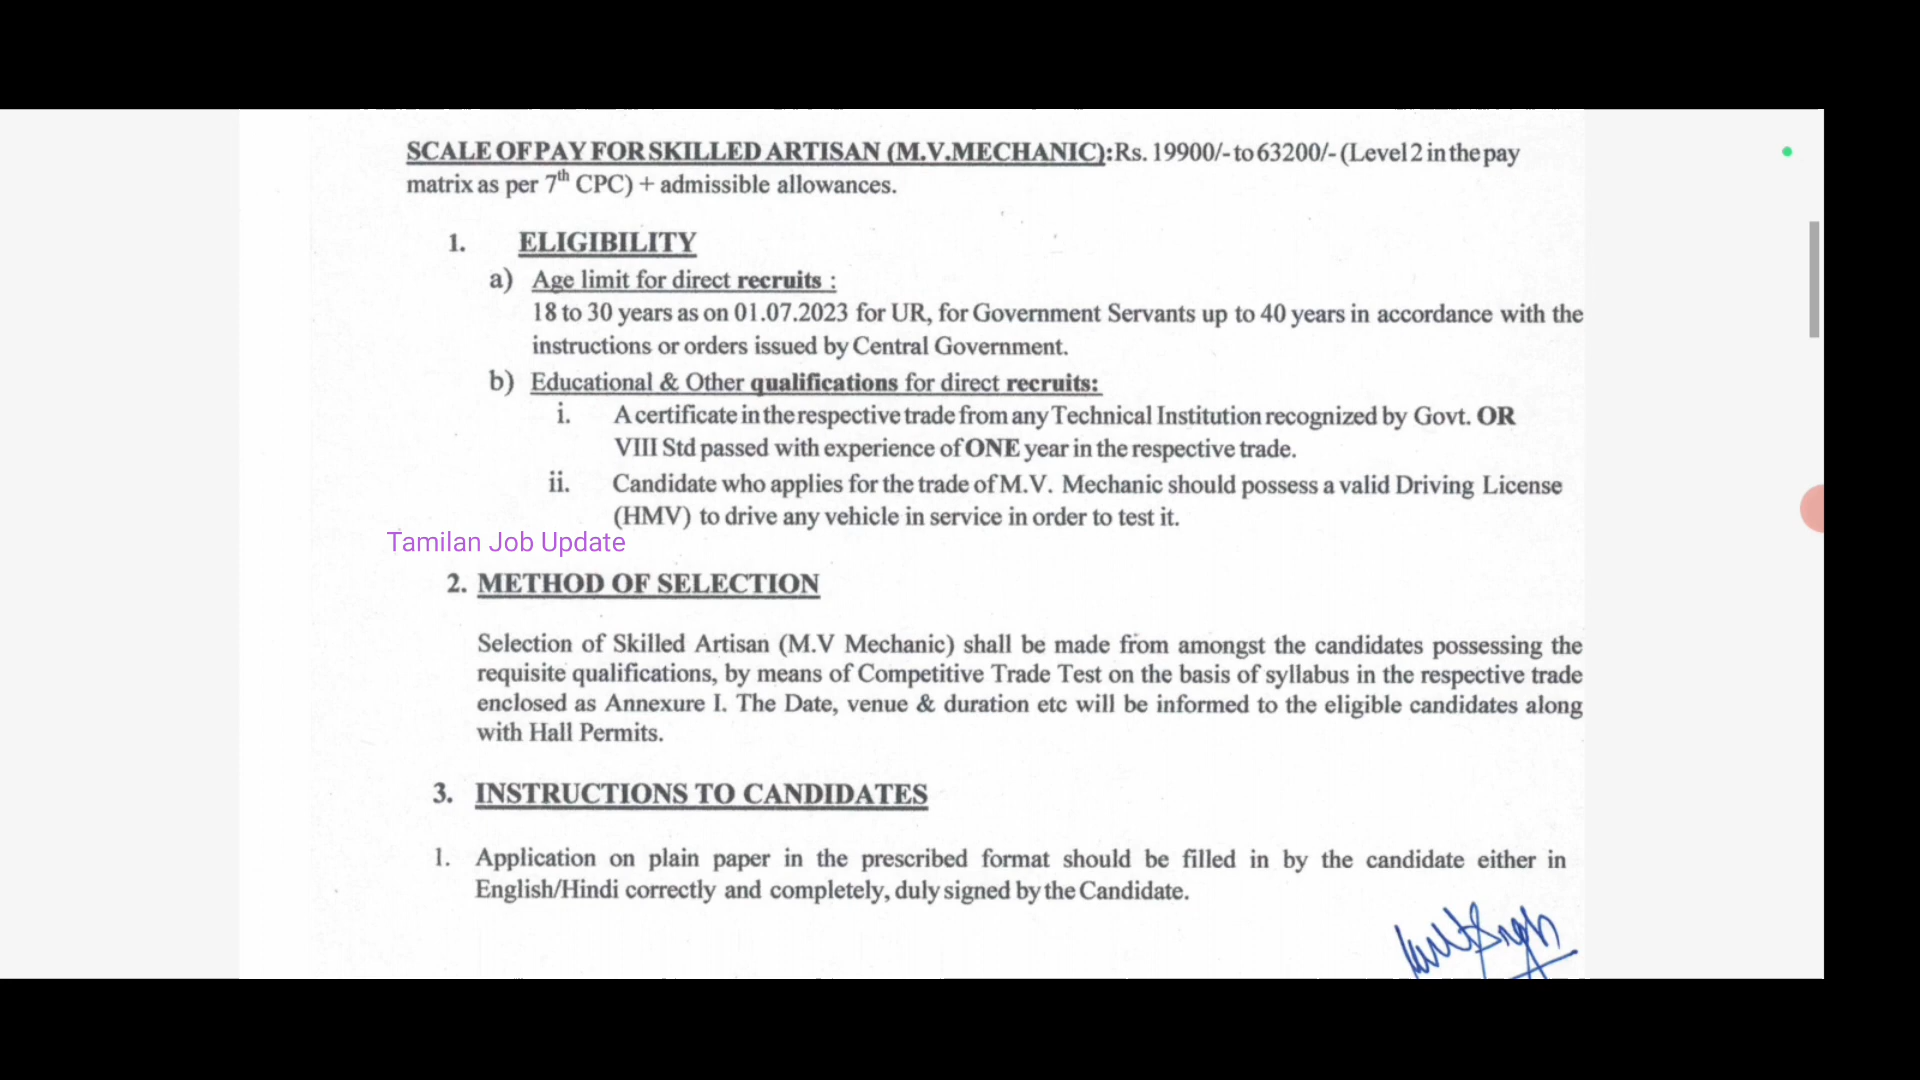 SCALE OF PAY FOR SKILLED ARTISAN (M.V.MECHANIC):Rs. 19900/- to 63200/- (Level 2 in the pay
matrix as per 7th CPC) + admissible allowances.
1. ELIGIBILITY
a) Age limit for direct recruits :
18 to 30 years as on 01.07.2023 for UR, for Government Servants up to 40 years in accordance with the
instructions or orders issued by Central Government.
b) Educational & Other qualifications for direct recruits:
i. A certificate in the respective trade from any Technical Institution recognized by Govt. OR
VIII Std passed with experience of ONE year in the respective trade.
ii. Candidate who applies for the trade of M.V. Mechanic should possess a valid Driving License
(HMV) to drive any vehicle in service in order to test it.
Tamilan Job Update
2. METHOD OF SELECTION
Selection of Skilled Artisan (M.V Mechanic) shall be made from amongst the candidates possessing the
requisite qualifications, by means of Competitive Trade Test on the basis of syllabus in the respective trade
enclosed as Annexure I. The Date, venue & duration etc will be informed to the eligible candidates along
with Hall Permits.
3. INSTRUCTIONS TO CANDIDATES
1. Application on plain paper in the prescribed format should be filled in by the candidate either in
English/Hindi correctly and completely, duly signed by the Candidate.